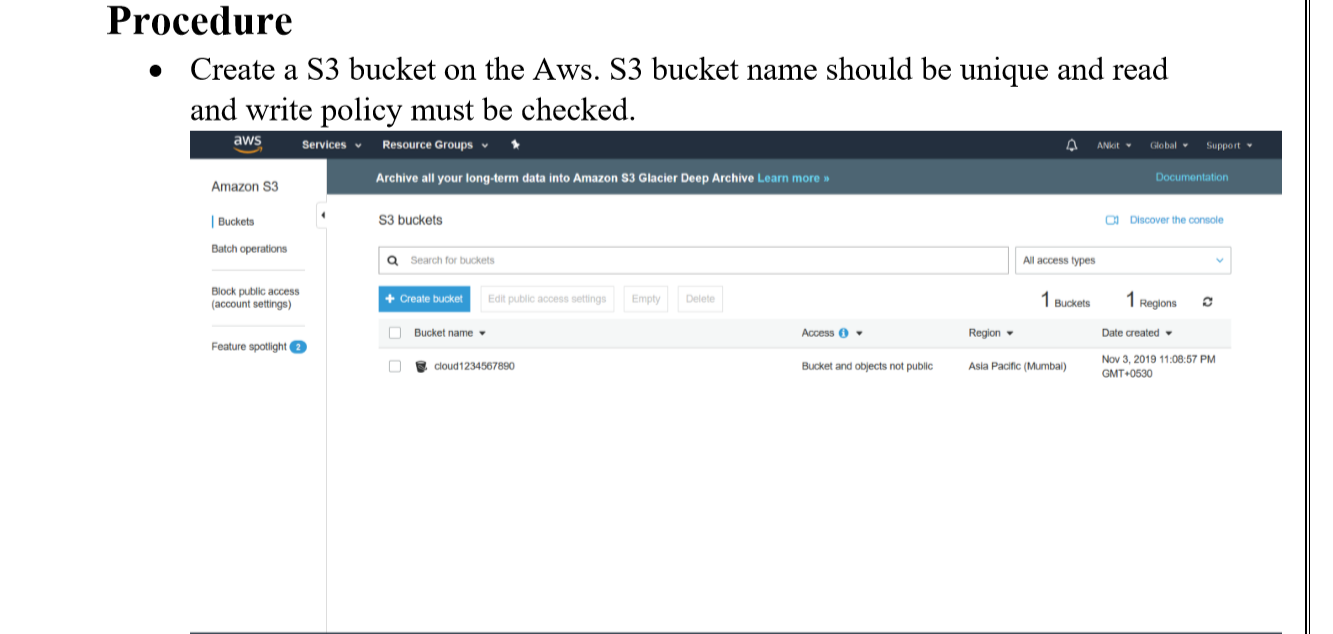 Procedure
• Create a S3 bucket on the Aws. S3 bucket name should be unique and read
and write policy must be checked.
aws Services Resource Groups ANkit Global Support
Archive all your long-term data into Amazon S3 Glacier Deep Archive Learn more » Documentation
Amazon S3
Buckets
Batch operations
Block public access
(account settings)
Feature spotlight 2
S3 buckets Discover the console
Search for buckets All access types
+ Create bucket Edit public access settings Empty Delete 1 Buckets 1 Regions
Bucket name Access Region Date created
cloud1234567890 Bucket and objects not public Asia Pacific (Mumbai) Nov 3, 2019 11:08:57 PM
GMT+0530